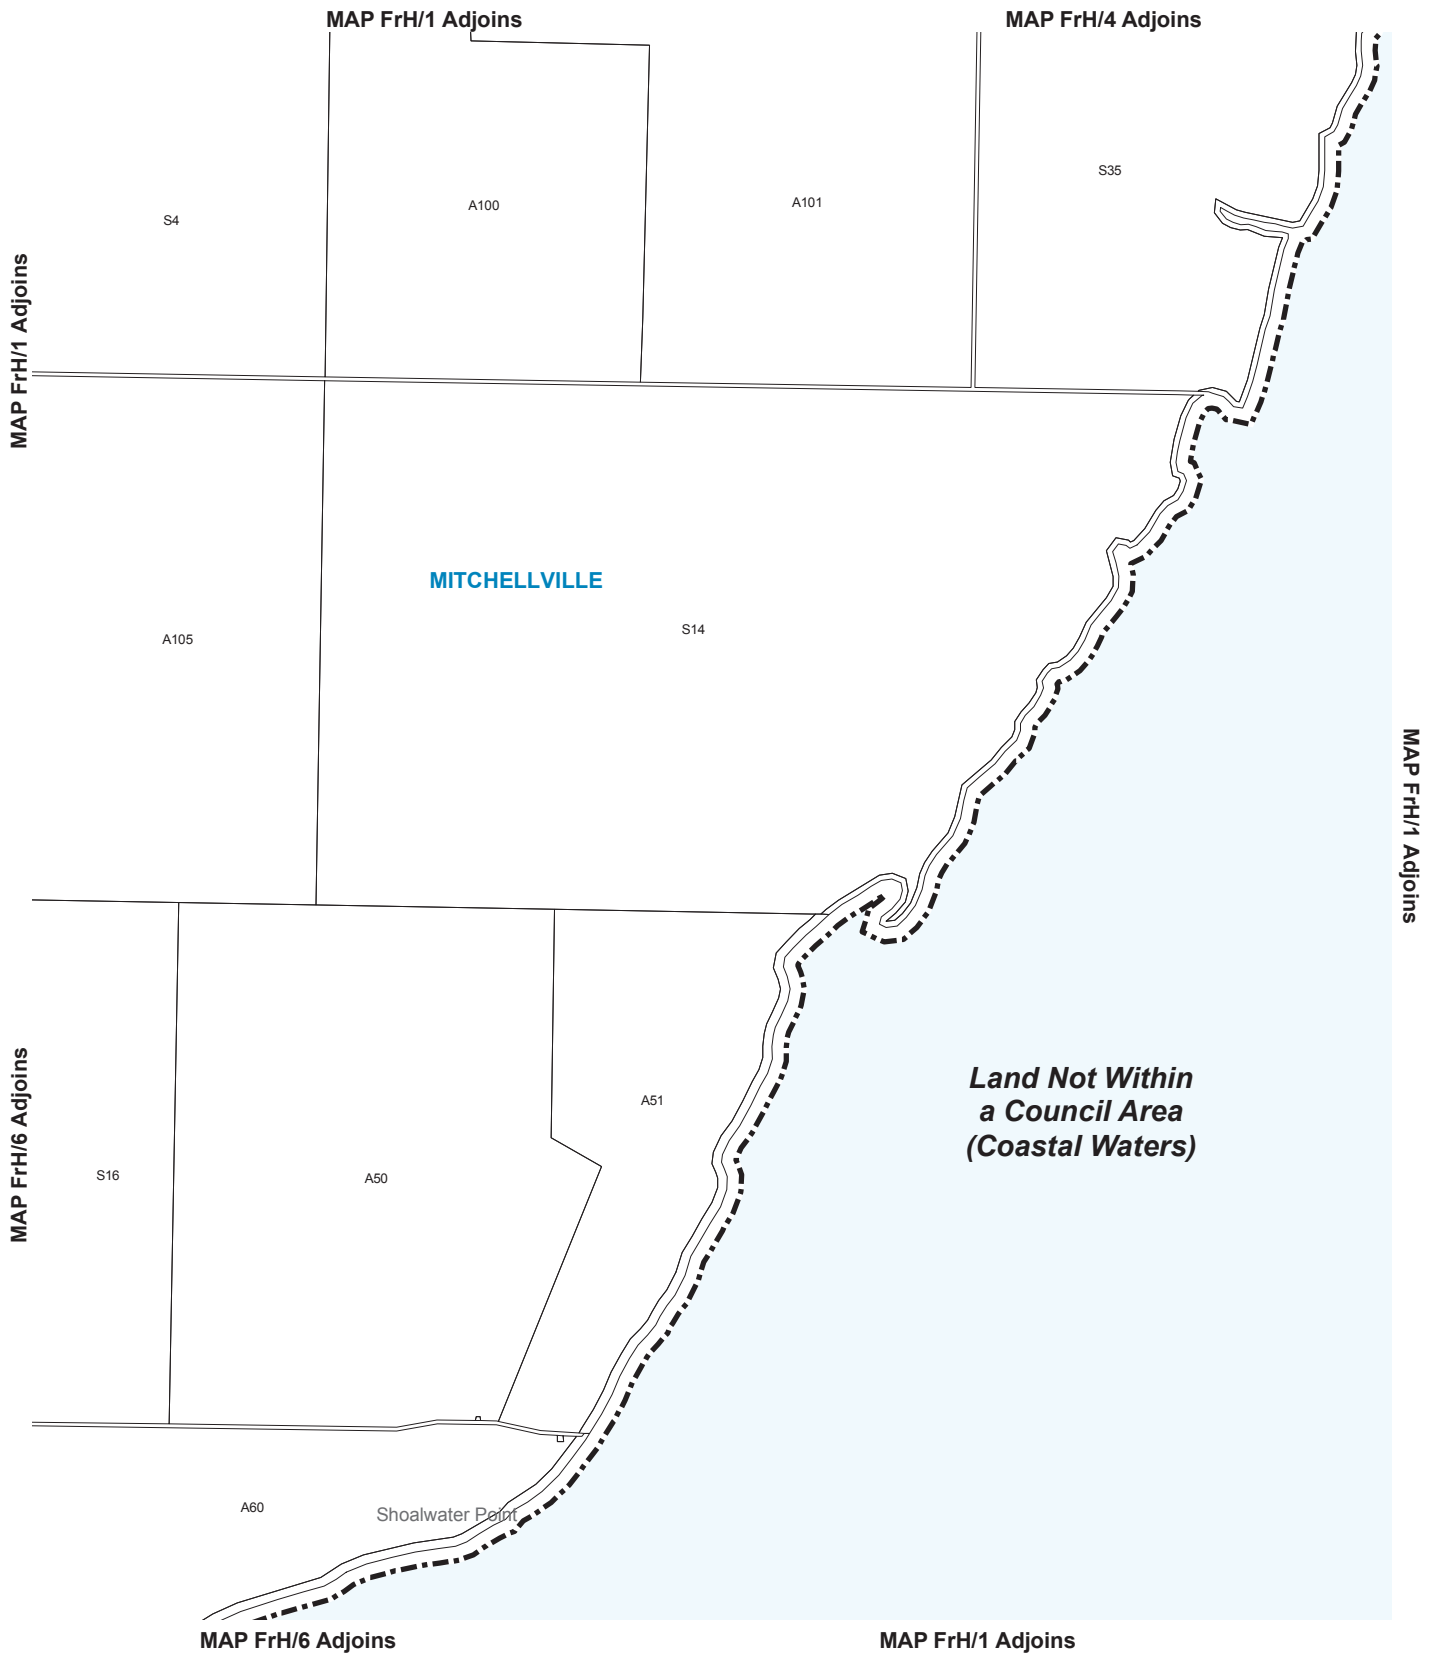 MAP FrH/1 Adjoins
MAP FrH/4 Adjoins
S35
A101
A100
S4
MAP FrH/1 Adjoins
MITCHELLVILLE
S14
A105
MAP FrH/1 Adjoins
Land Not Within
a Council Area
(Coastal Waters)
A51
MAP FrH/6 Adjoins
S16
A50
A60
Shoalwater Point
MAP FrH/6 Adjoins
MAP FrH/1 Adjoins